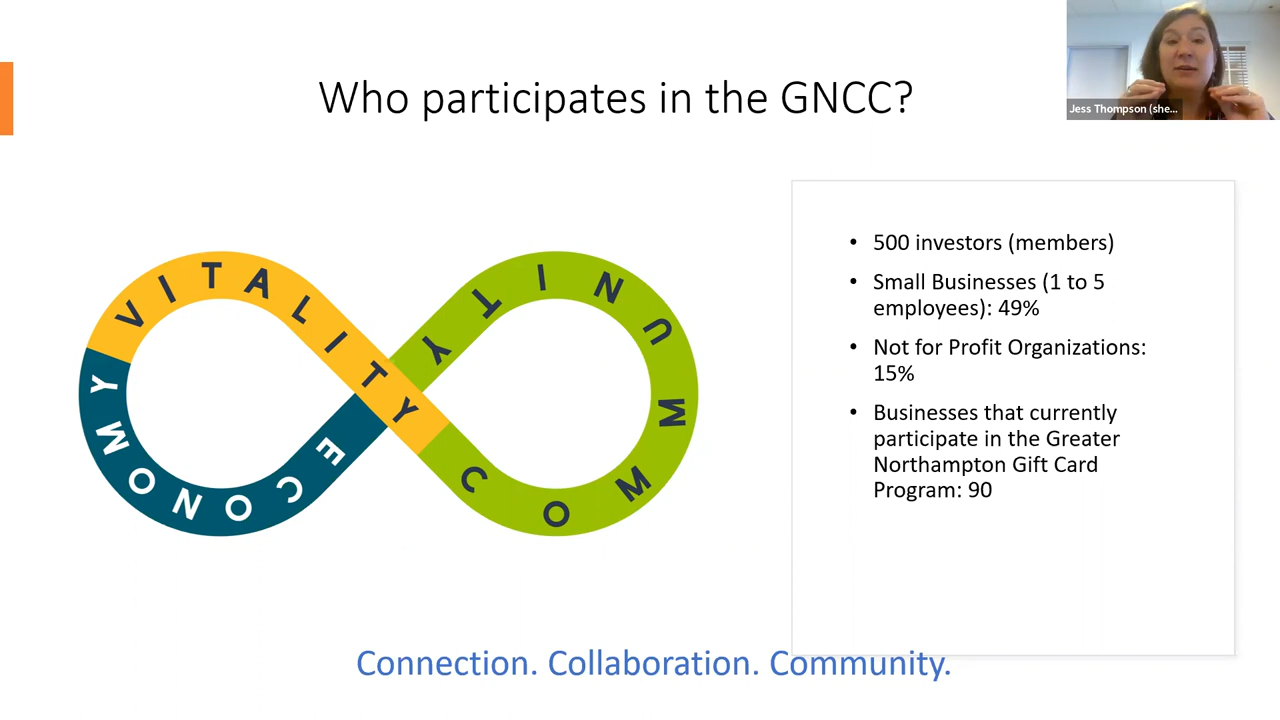 Who participates in the GNCC?
Jess Thompson (she...
VITALITY
COMMUNITY
ECONOMY
• 500 investors (members)
• Small Businesses (1 to 5
employees): 49%
• Not for Profit Organizations:
15%
• Businesses that currently
participate in the Greater
Northampton Gift Card
Program: 90
Connection. Collaboration. Community.